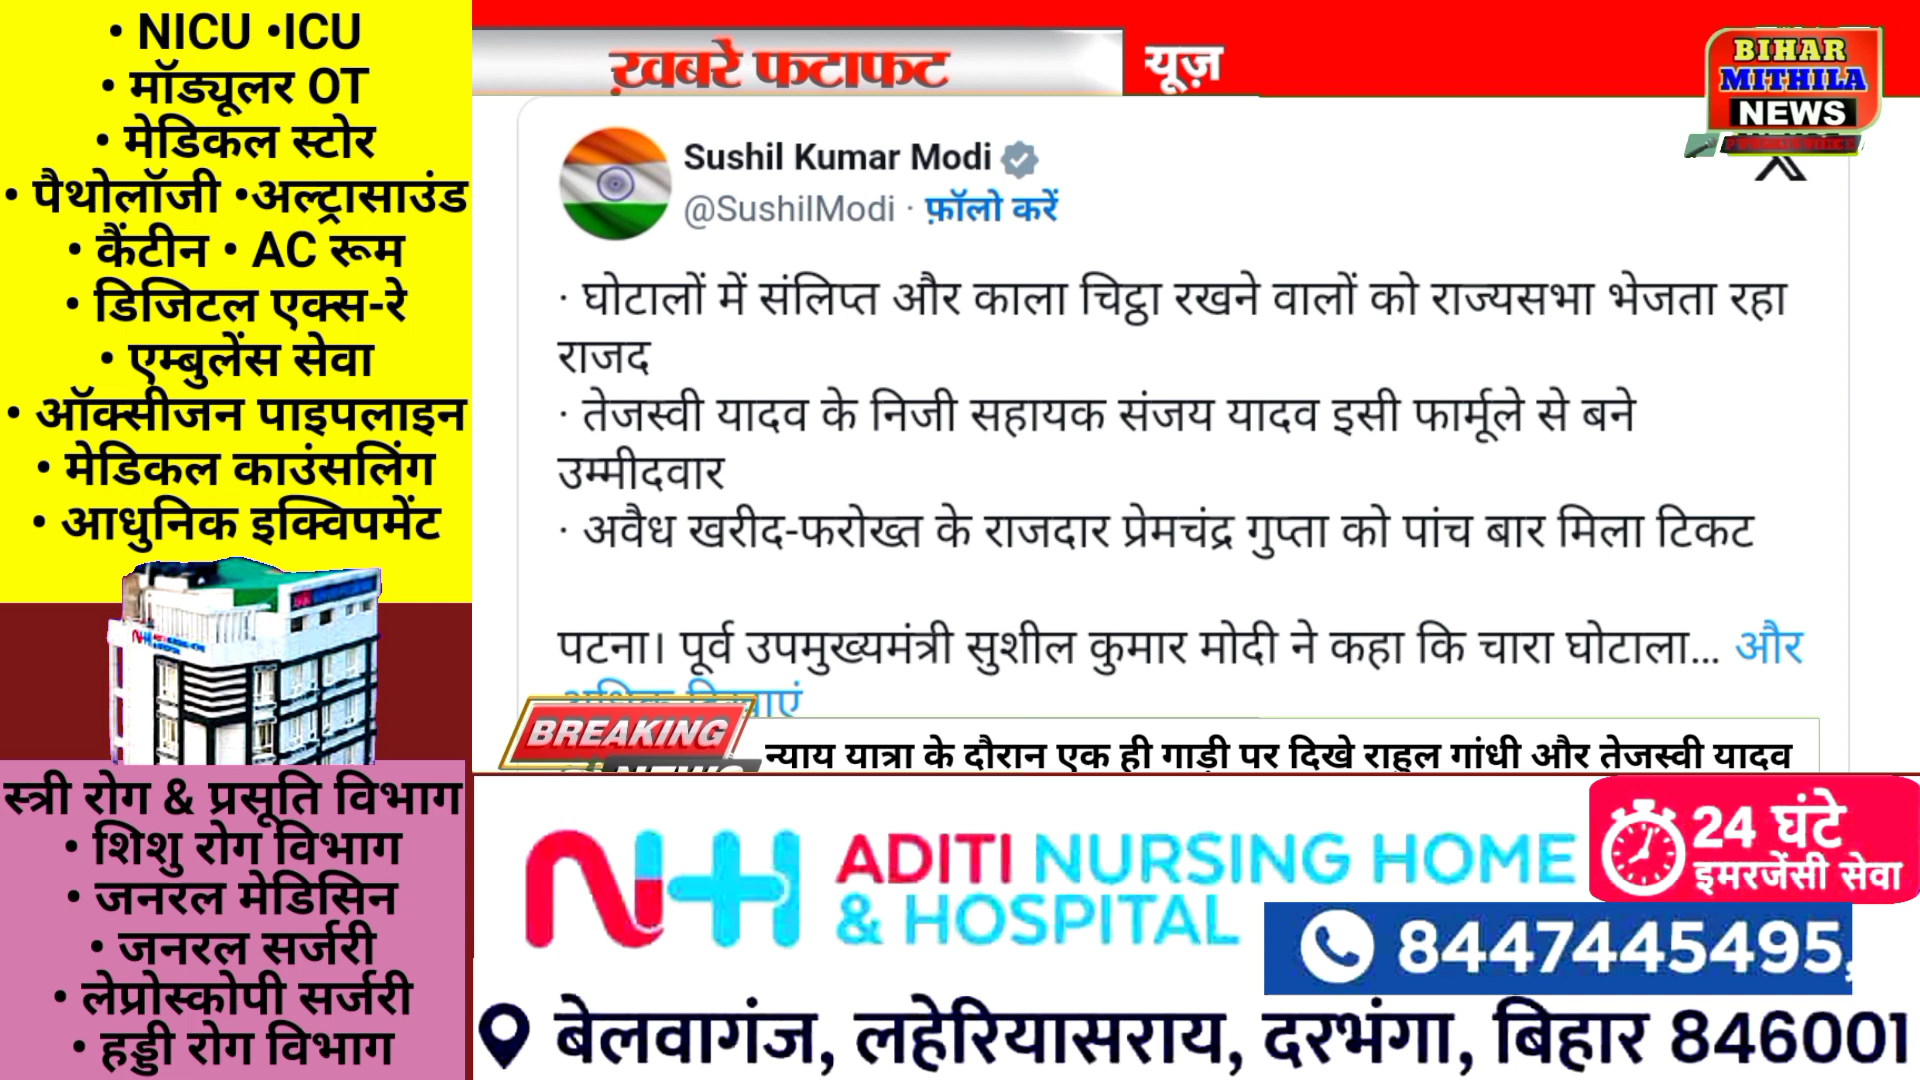 • NICU •ICU
• मॉड्यूलर OT
• मेडिकल स्टोर
• पैथोलॉजी •अल्ट्रासाउंड
• कैंटीन • AC रूम
• डिजिटल एक्स-रे
• एम्बुलेंस सेवा
• ऑक्सीजन पाइपलाइन
• मेडिकल काउंसलिंग
• आधुनिक इक्विपमेंट
स्त्री रोग & प्रसूति विभाग
• शिशु रोग विभाग
• जनरल मेडिसिन
• जनरल सर्जरी
• लेप्रोस्कोपी सर्जरी
• हड्डी रोग विभाग
ख़बरें फटाफट
यूज़
BIHAR
MITHILA
NEWS
Sushil Kumar Modi
@SushilModi · फ़ॉलो करें
· घोटालों में संलिप्त और काला चिट्ठा रखने वालों को राज्यसभा भेजता रहा
राजद
· तेजस्वी यादव के निजी सहायक संजय यादव इसी फार्मूले से बने
उम्मीदवार
· अवैध खरीद-फरोख्त के राजदार प्रेमचंद्र गुप्ता को पांच बार मिला टिकट
पटना। पूर्व उपमुख्यमंत्री सुशील कुमार मोदी ने कहा कि चारा घोटाला... और
BREAKING
न्याय यात्रा के दौरान एक ही गाड़ी पर दिखे राहुल गांधी और तेजस्वी यादव
ADITI NURSING HOME
& HOSPITAL
24 घंटे
इमरजेंसी सेवा
8447445495,
बेलवागंज, लहेरियासराय, दरभंगा, बिहार 846001